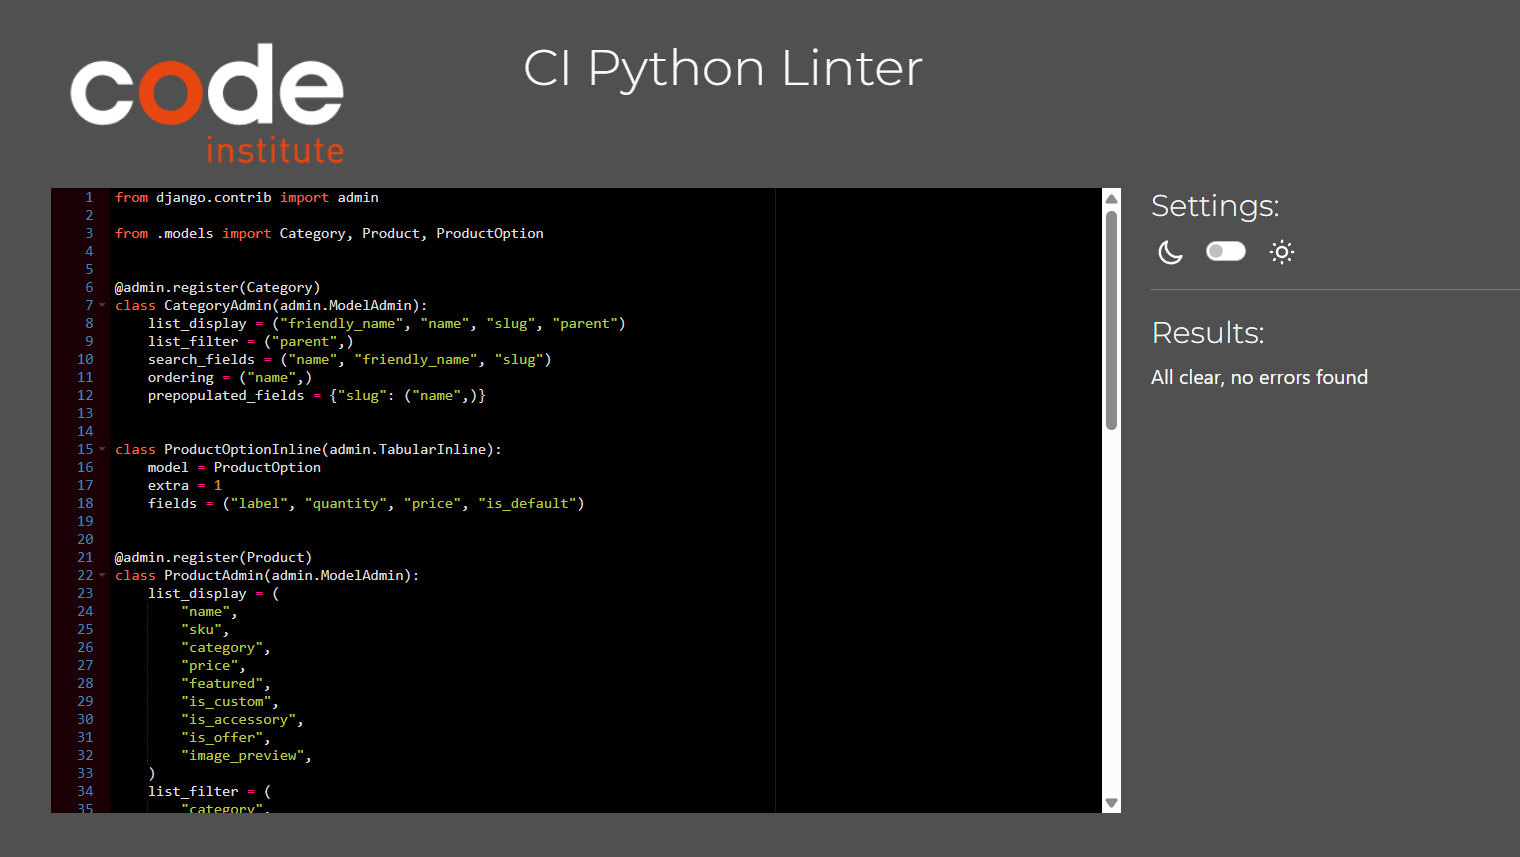 code
institute
CI Python Linter
1 from django.contrib import admin
2
3 from .models import Category, Product, ProductOption
4
5
6 @admin.register(Category)
7 class CategoryAdmin(admin.ModelAdmin):
8     list_display = ("friendly_name", "name", "slug", "parent")
9     list_filter = ("parent",)
10     search_fields = ("name", "friendly_name", "slug")
11     ordering = ("name",)
12     prepopulated_fields = {"slug": ("name",)}
13
14
15 class ProductOptionInline(admin.TabularInline):
16     model = ProductOption
17     extra = 1
18     fields = ("label", "quantity", "price", "is_default")
19
20
21 @admin.register(Product)
22 class ProductAdmin(admin.ModelAdmin):
23     list_display = (
24         "name",
25         "sku",
26         "category",
27         "price",
28         "featured",
29         "is_custom",
30         "is_accessory",
31         "is_offer",
32         "image_preview",
33     )
34     list_filter = (
35         "category",
Settings:
Results:
All clear, no errors found